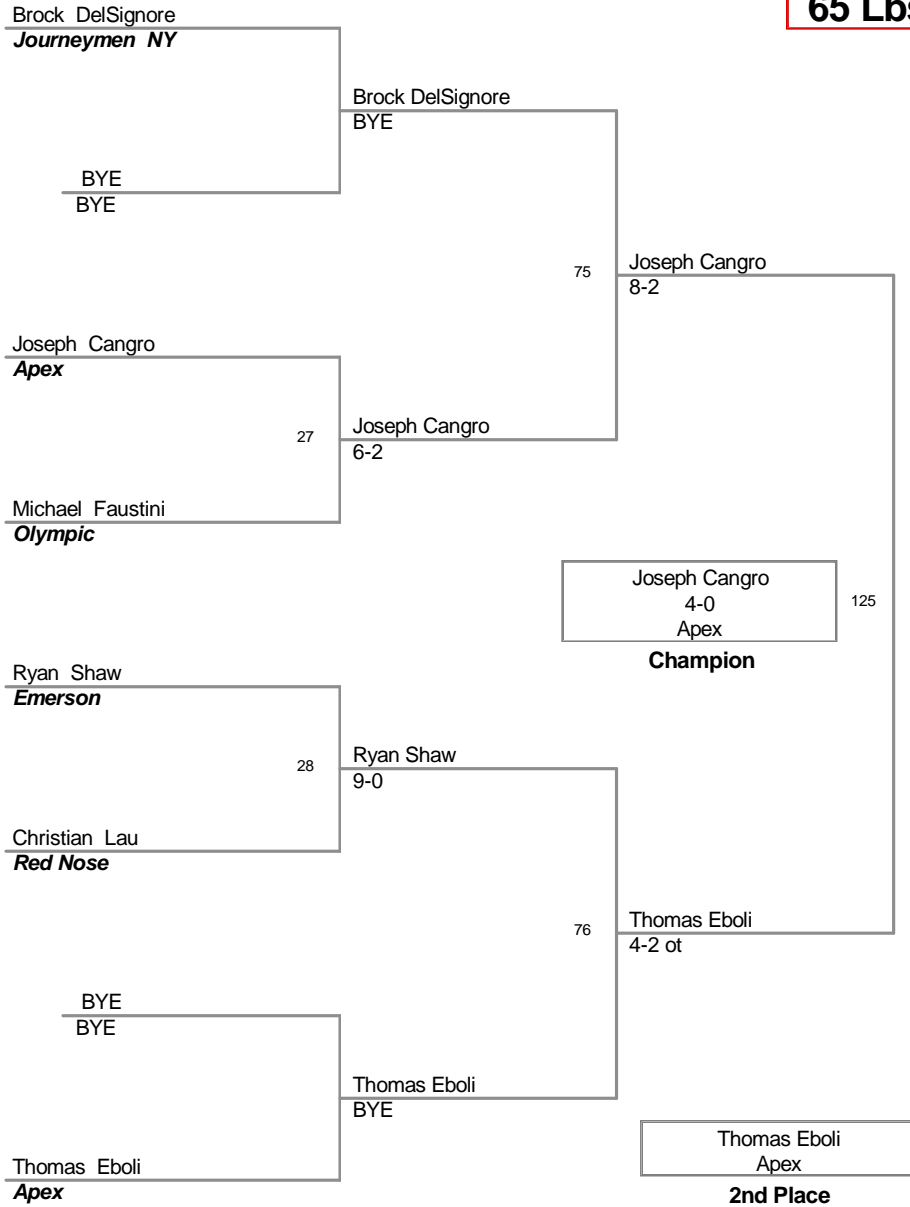 65 Lbs
Brock DelSignore
Journeymen NY
Brock DelSignore
BYE
BYE
BYE
75
Joseph Cangro
8-2
Joseph Cangro
Apex
27
Joseph Cangro
6-2
Michael Faustini
Olympic
Joseph Cangro
4-0
Apex
125
Champion
Ryan Shaw
Emerson
28
Ryan Shaw
9-0
Christian Lau
Red Nose
76
Thomas Eboli
4-2 ot
BYE
BYE
Thomas Eboli
BYE
Thomas Eboli
Apex
Thomas Eboli
Apex
2nd Place